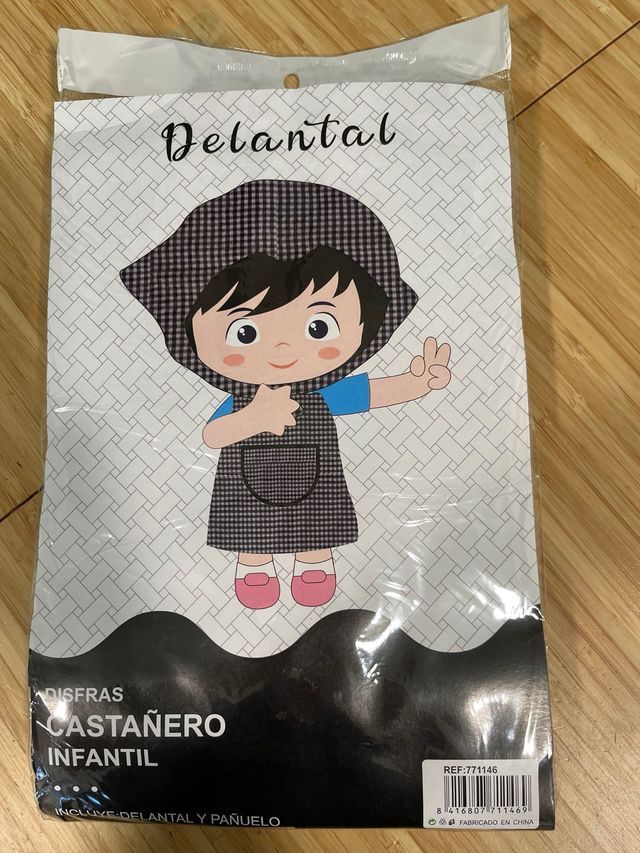 Delantal
DISFRAS
CASTAÑERO
INFANTIL
INCLUYE:DELANTAL Y PAÑUELO
REF:771146
8 416807 711469
FABRICADO EN CHINA